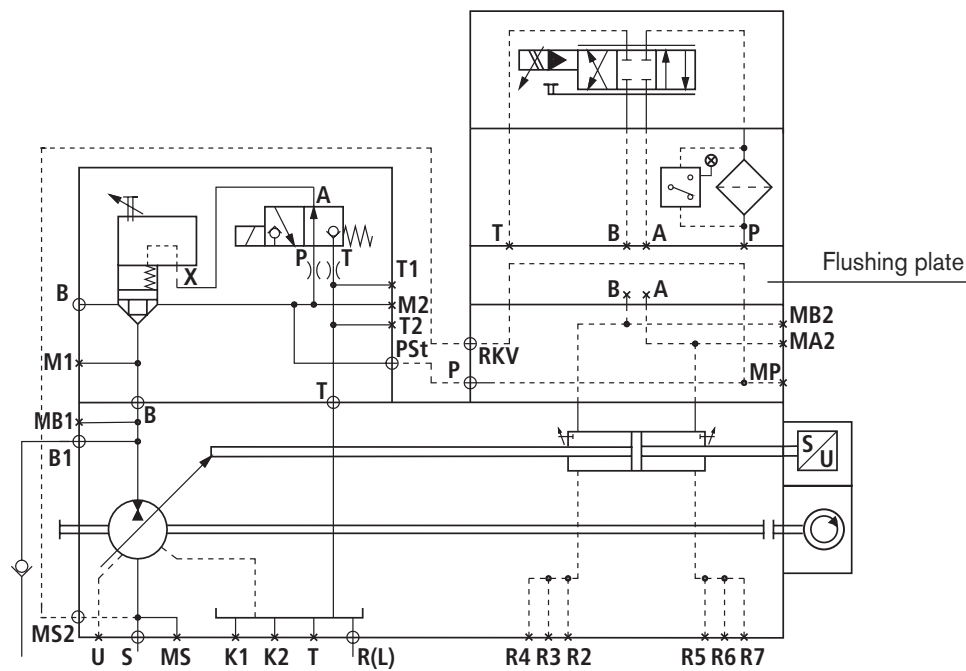 T B A P
A
P T
X
Flushing plate
B
T1
M2
T2
PSt
B A
MB2
MA2
RKV
M1
P
MP
B
T
MB1
B1
S
U
MS2
U S MS K1 K2 T R(L) R4 R3 R2 R5 R6 R7